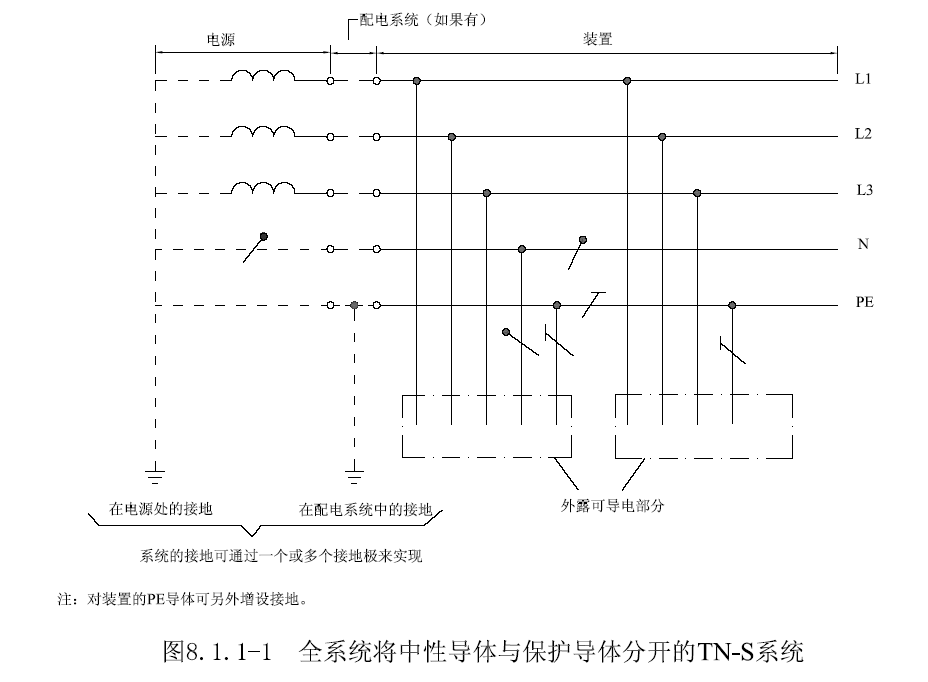 配电系统（如果有）
电源
装置
L1
L2
L3
N
PE
外露可导电部分
在电源处的接地
在配电系统中的接地
系统的接地可通过一个或多个接地极来实现
注：对装置的PE导体可另外增设接地。
图8.1.1-1 全系统将中性导体与保护导体分开的TN-S系统